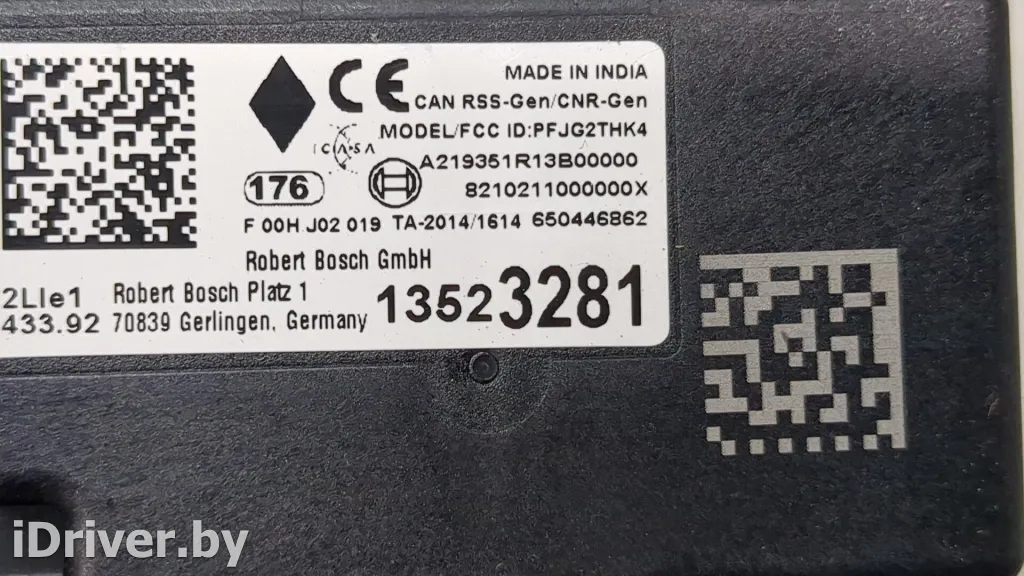 CE MADE IN INDIA
CAN RSS-Gen/CNR-Gen
MODEL/FCC ID:PFJG2THK4
ICASA
A219351R13B00000
176
8210211000000X
F 00H J02 019 TA-2014/1614 650446862
Robert Bosch GmbH
2LIe1 Robert Bosch Platz 1
13523281
433.92 70839 Gerlingen, Germany
iDriver.by